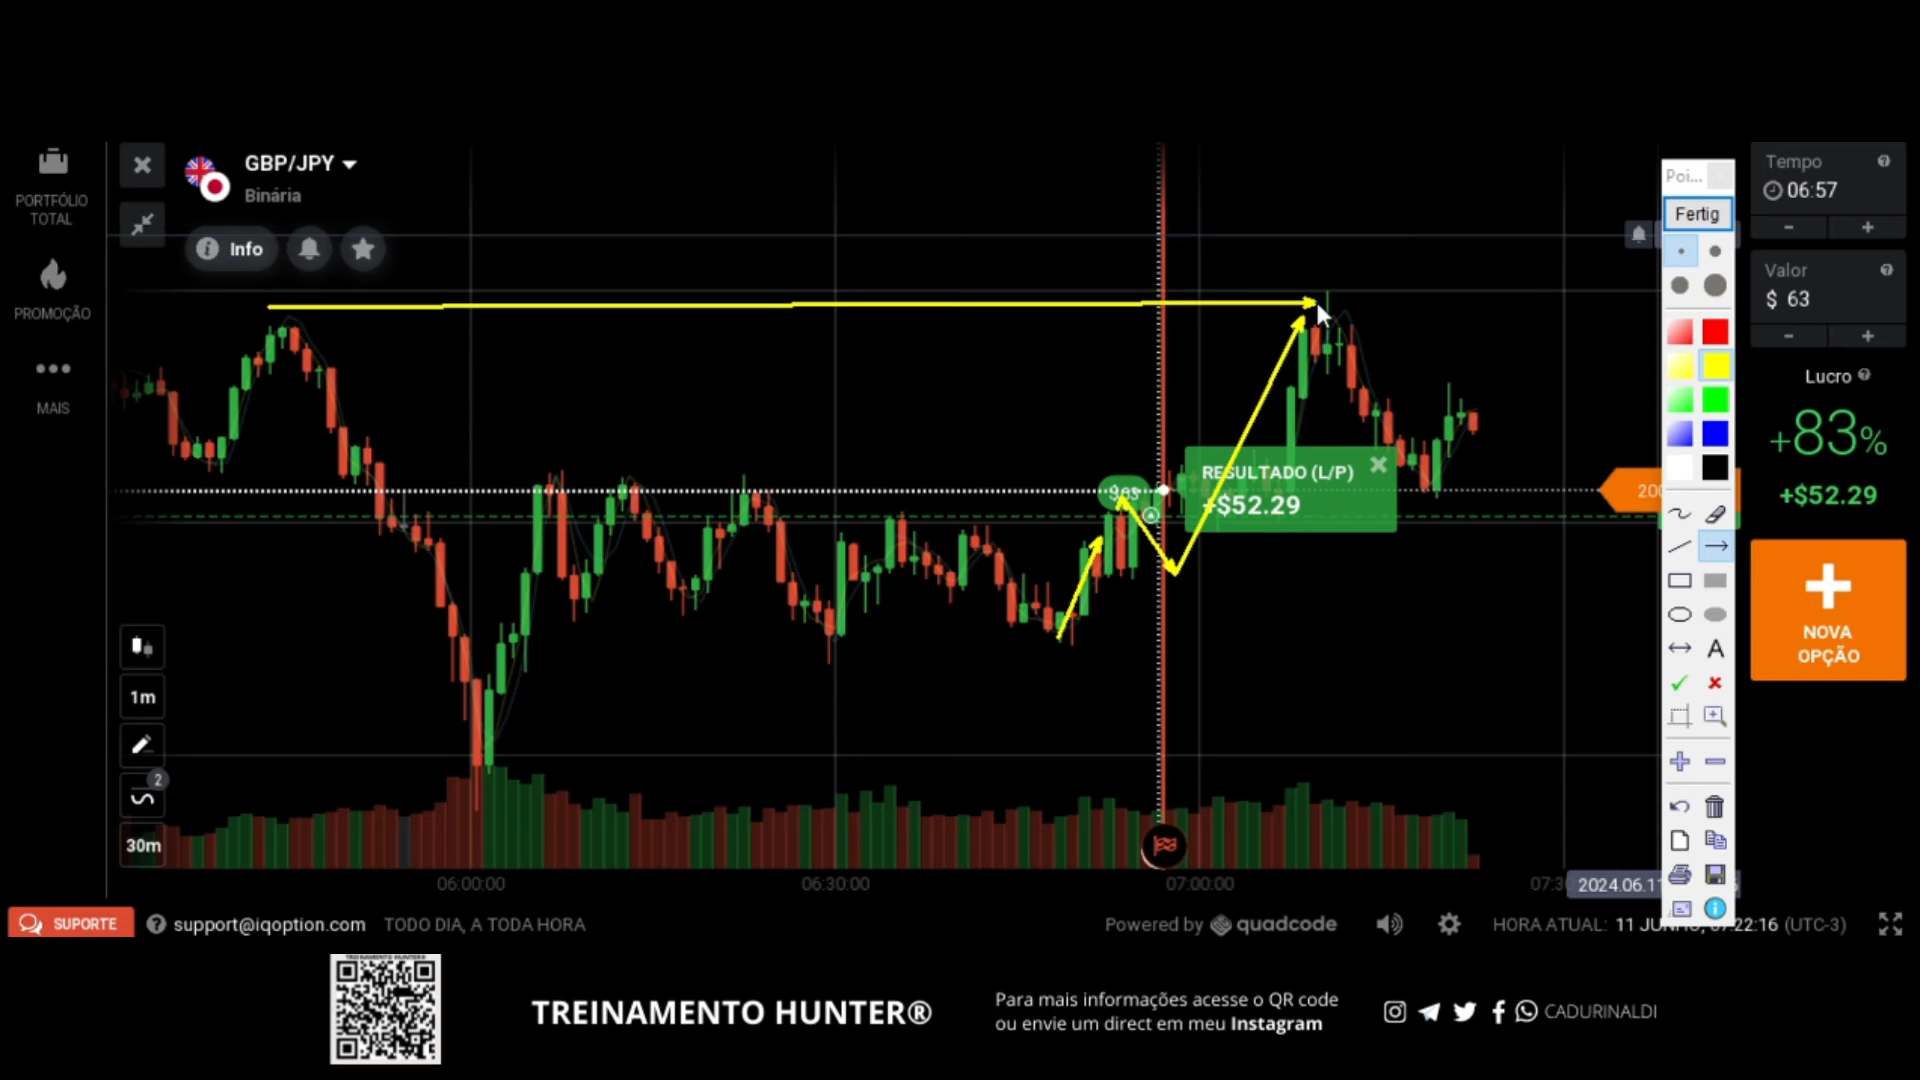 PORTFÓLIO
TOTAL
PROMOÇÃO
MAIS
GBP/JPY
Binária
Info
1m
2
30m
$ 63
RESULTADO (L/P)
+$52.29
200
06:00:00
06:30:00
07:00:00
07:3
2024.06.11
Poi...
Fertig
A
Tempo
06:57
- +
Valor
$ 63
- +
Lucro
+83%
+$52.29
NOVA
OPÇÃO
SUPORTE
support@iqoption.com
TODO DIA, A TODA HORA
Powered by quadcode
HORA ATUAL: 11 JUNHO, 07:22:16 (UTC-3)
TREINAMENTO HUNTER®
Para mais informações acesse o QR code
ou envie um direct em meu Instagram
CADURINALDI